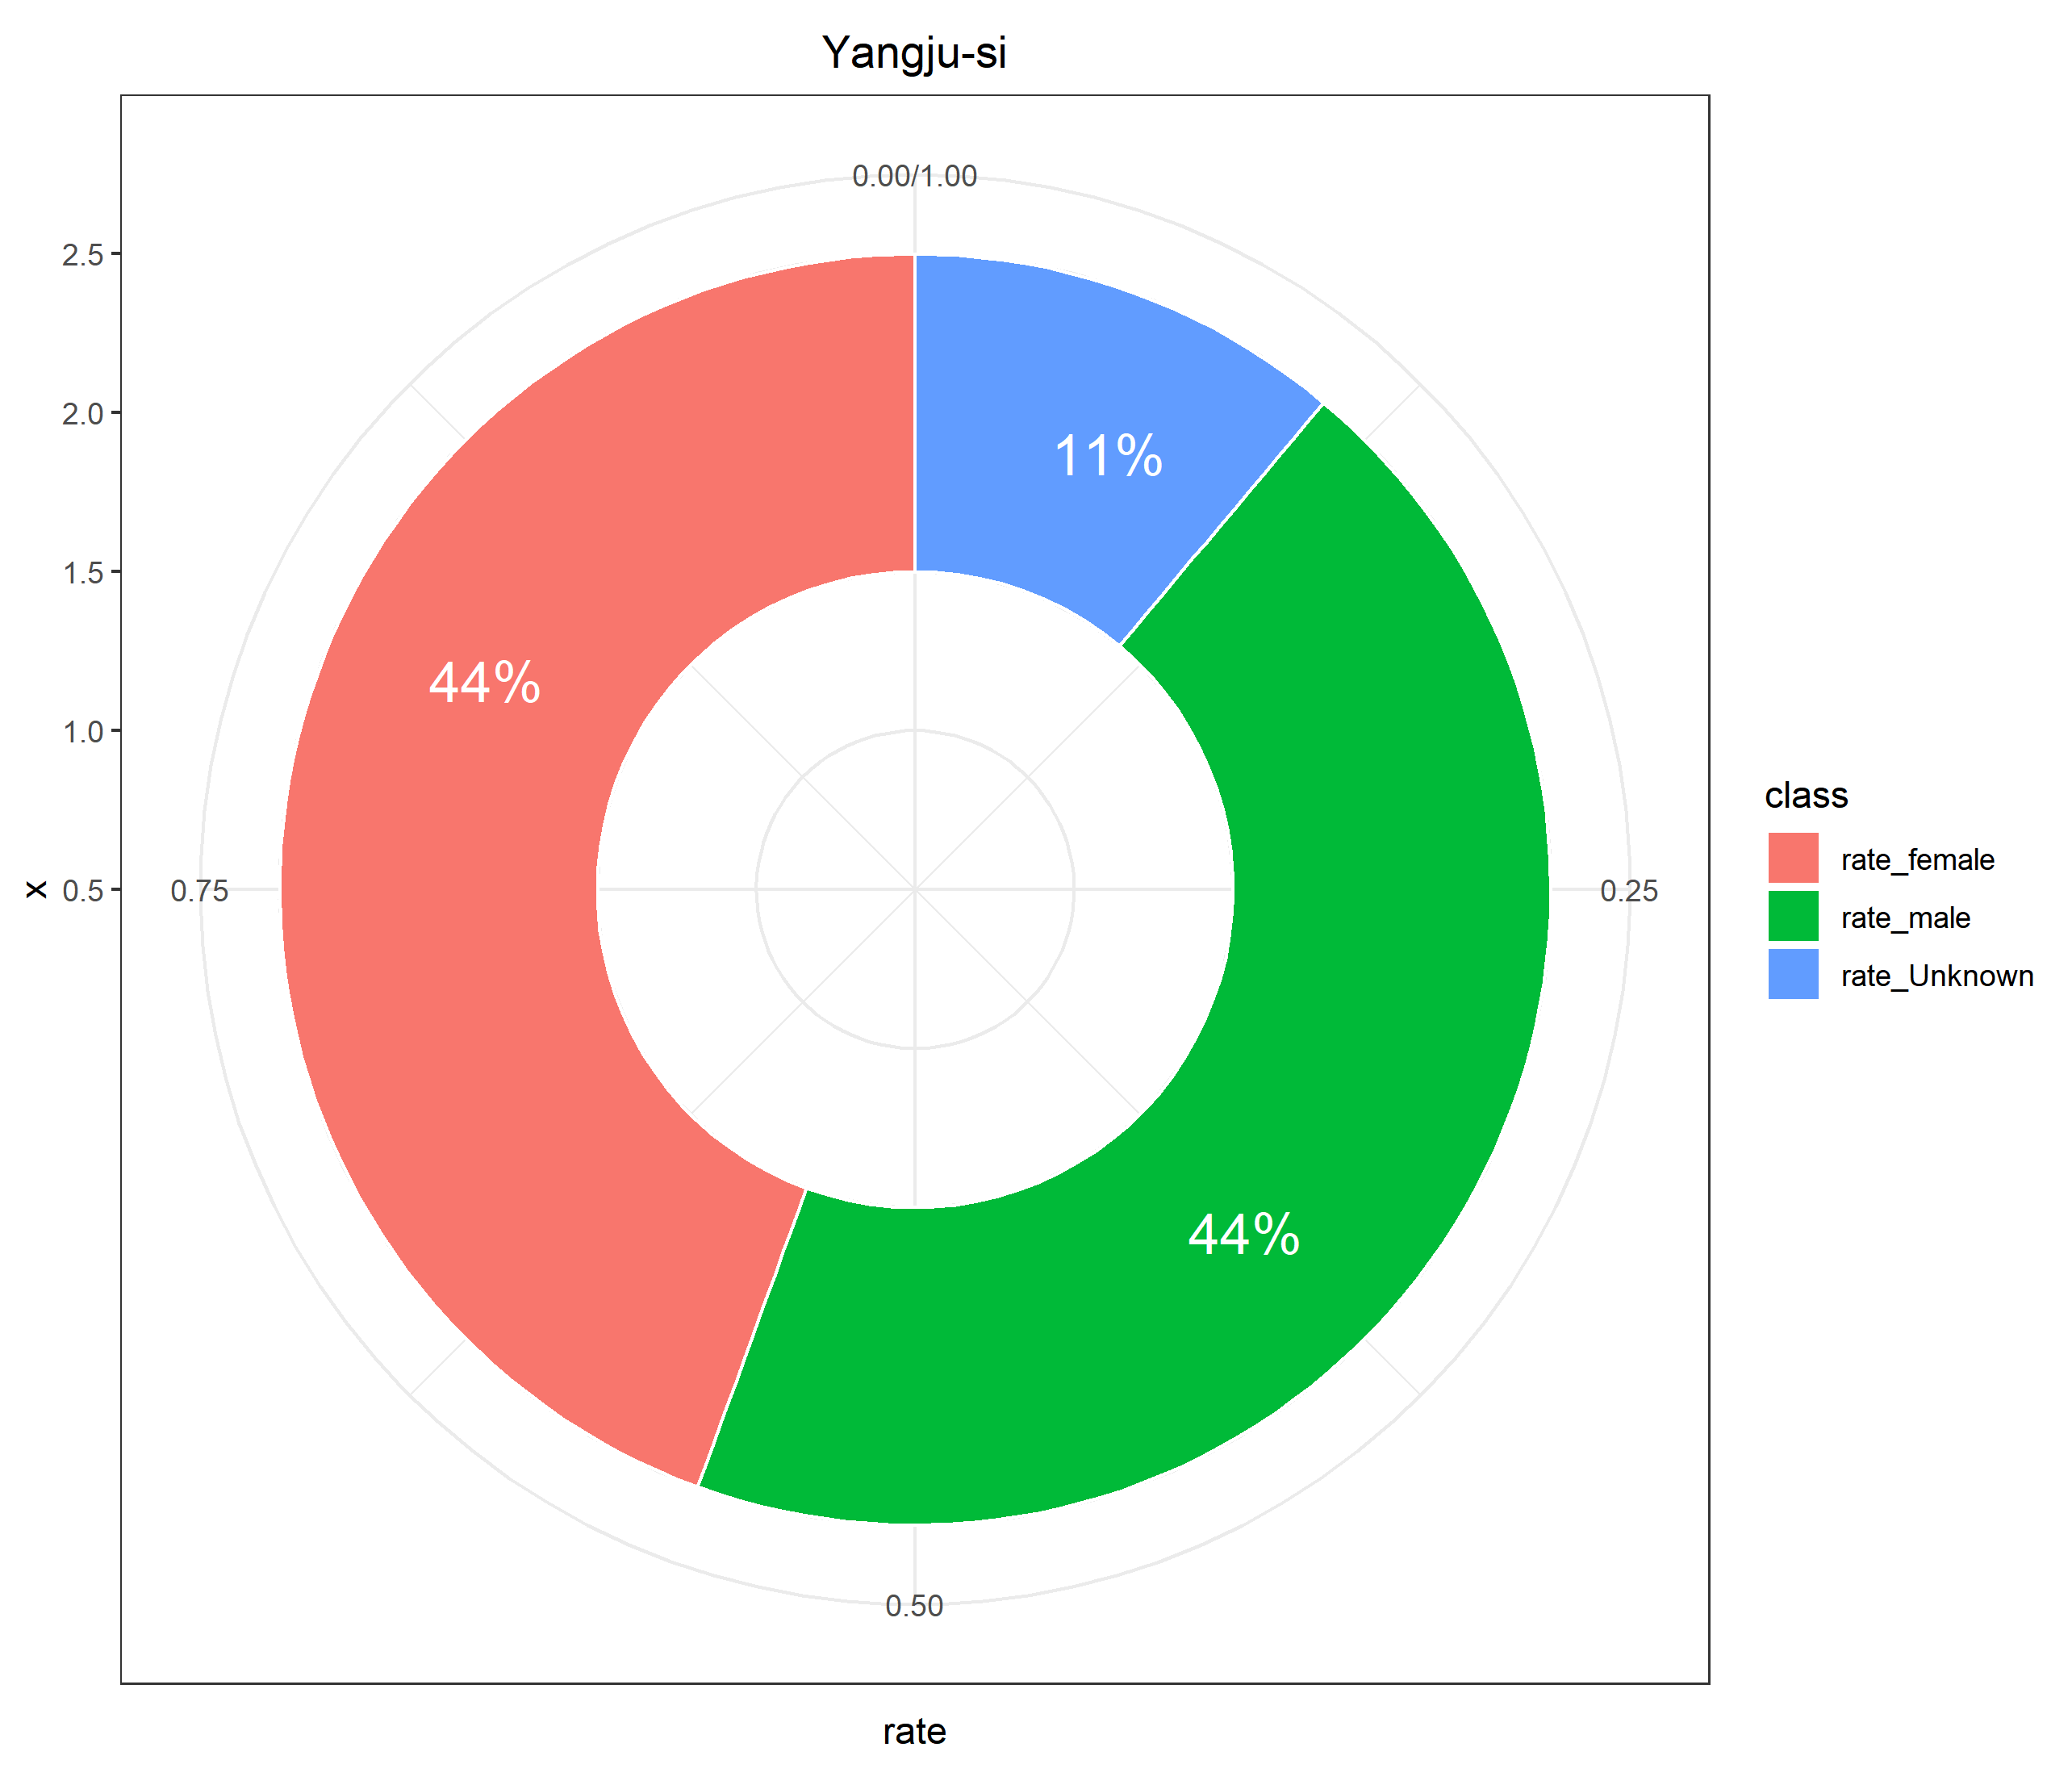 Yangju-si
0.00/1.00
2.5
2.0
11%
1.5
44%
1.0
class
rate_female
x 0.5
0.75
0.25
rate_male
rate_Unknown
44%
0.50
rate